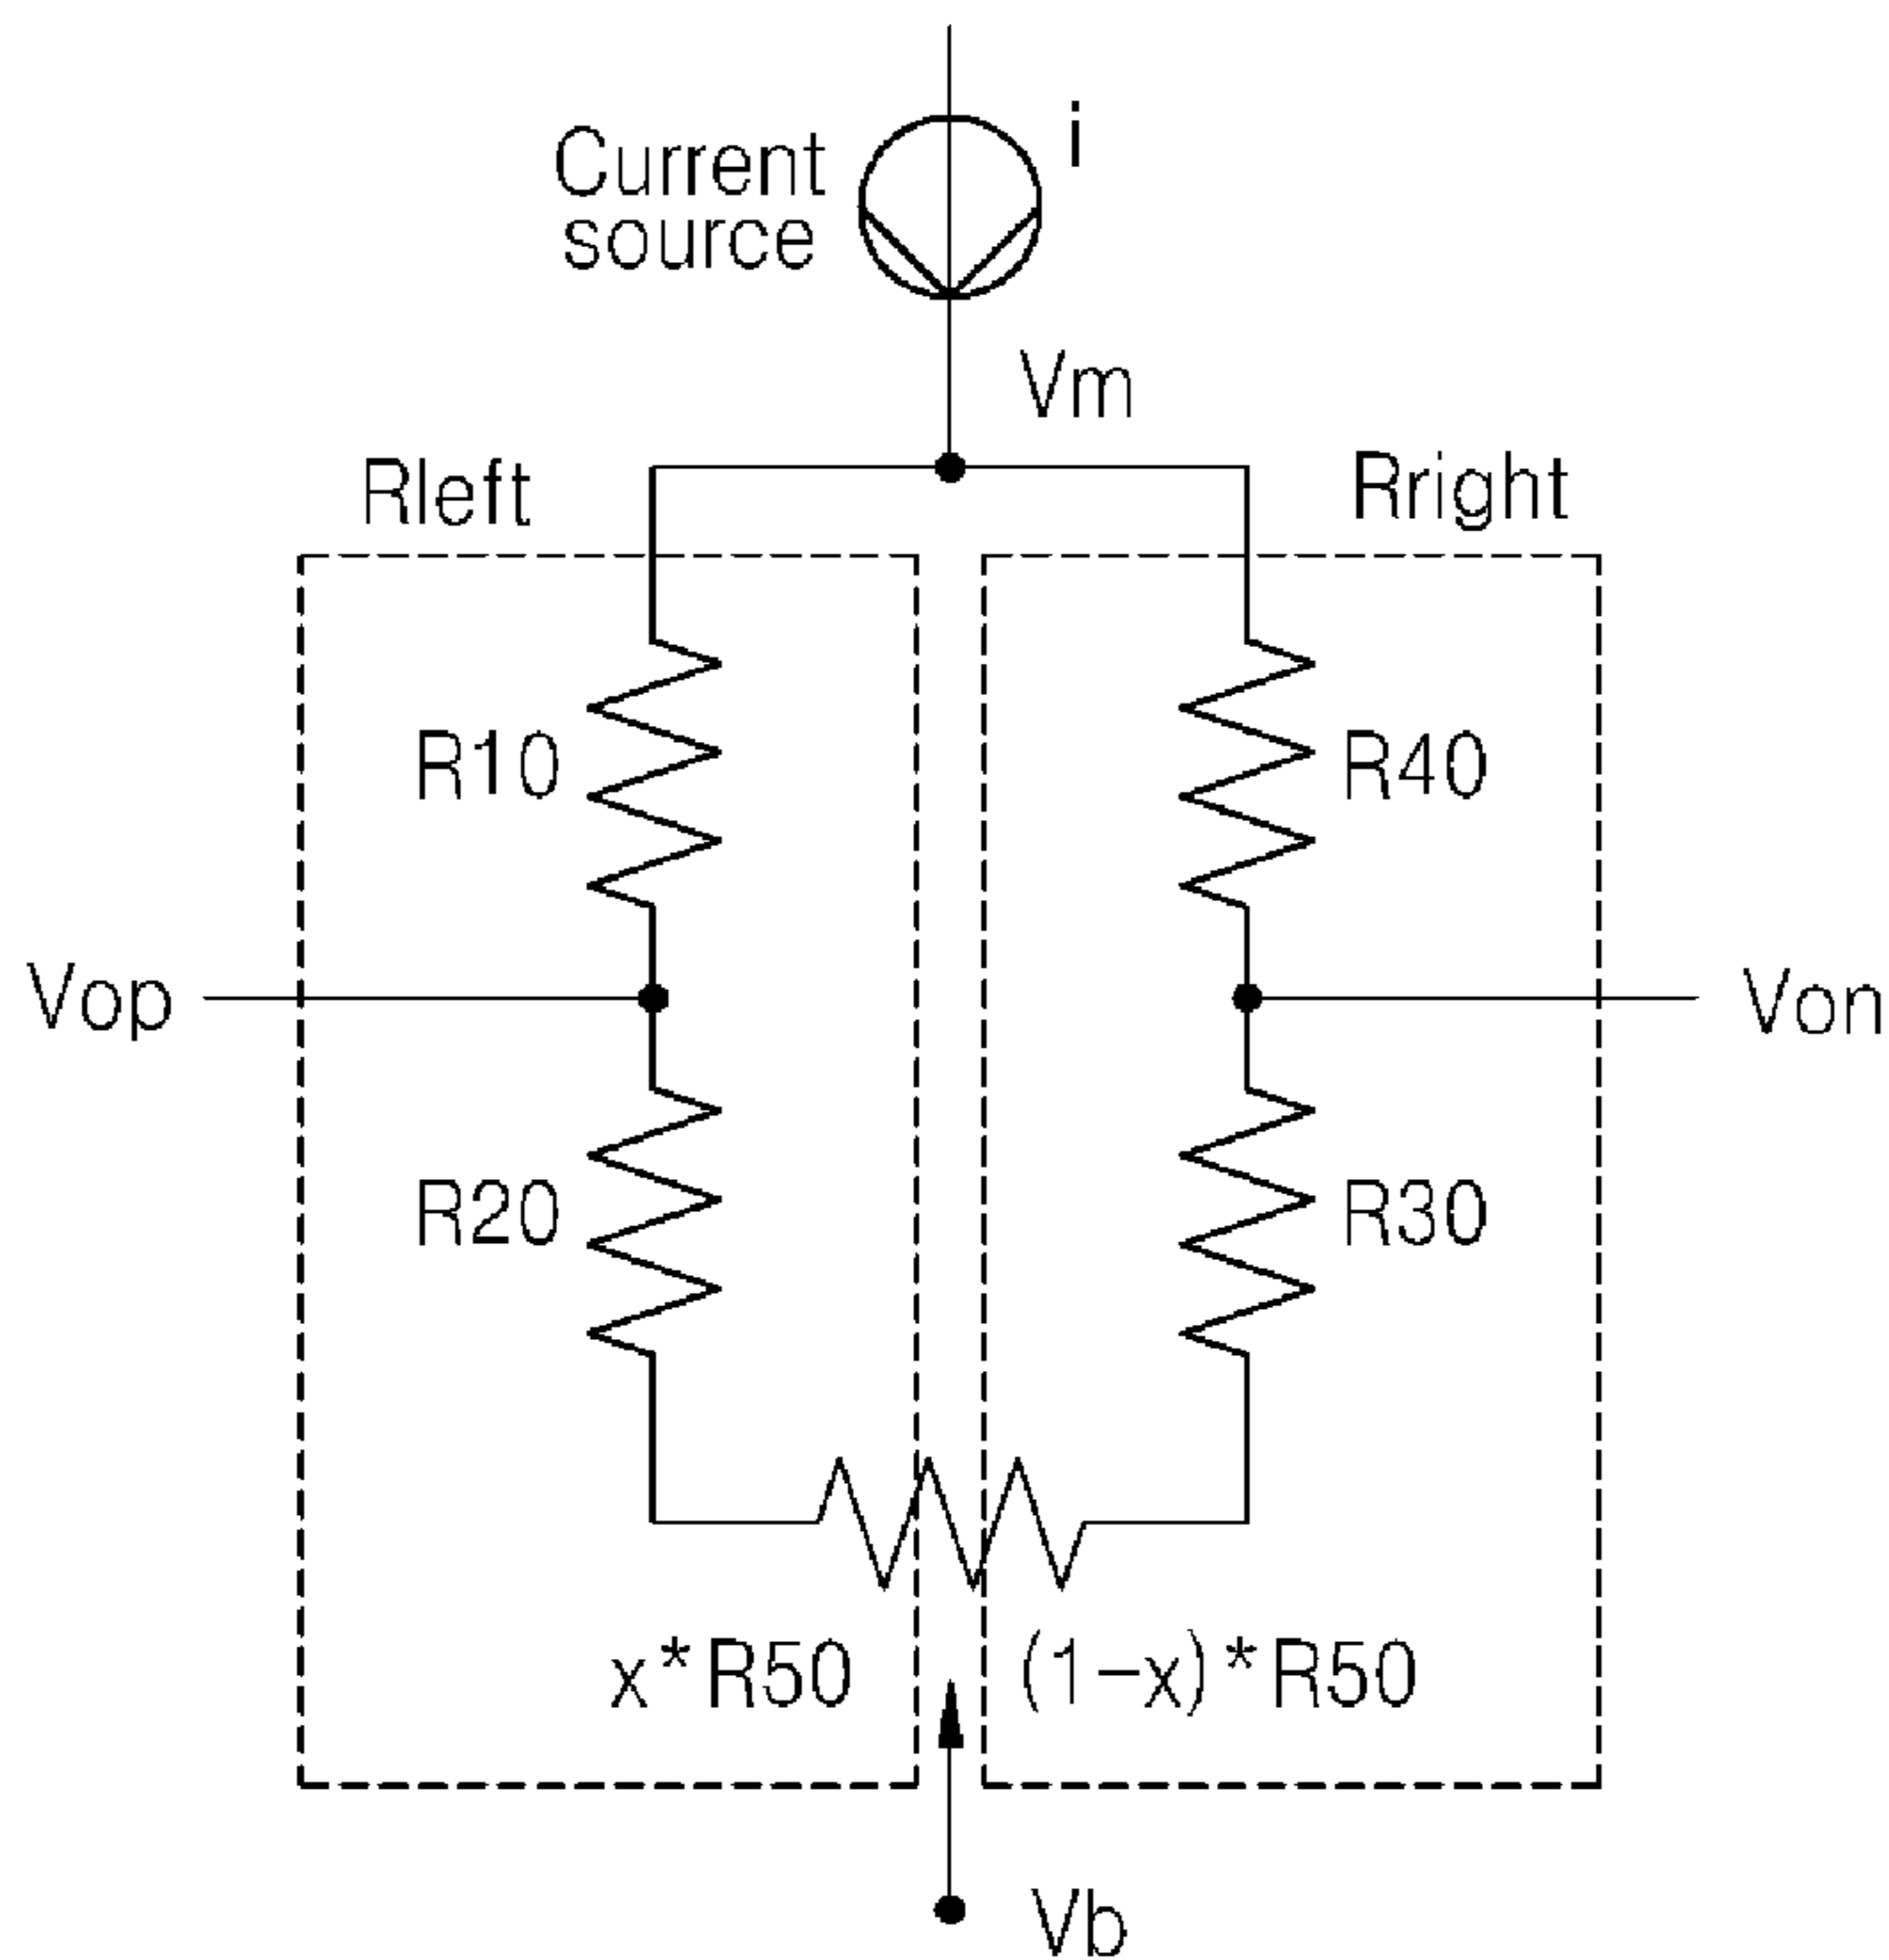 Current
source
i
Vm
Rleft
Rright
R10
R40
Vop
Von
R20
R30
x*R50
(1-x)*R50
Vb